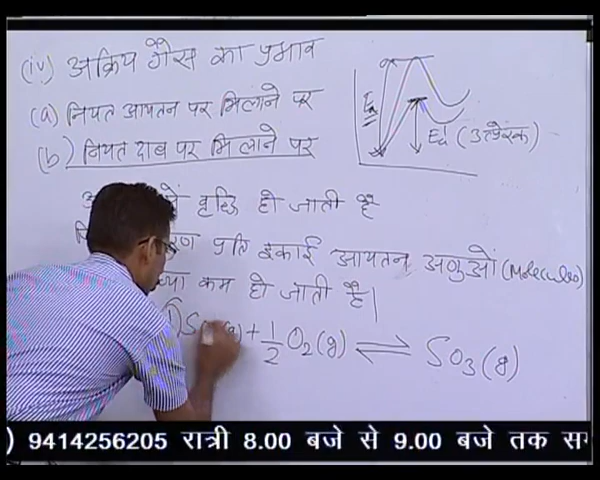 (iv) अक्रिय गैस का प्रभाव
(a) नियत आयतन पर मिलाने पर
(b) नियत दाब पर मिलाने पर
Ea
E'a (उत्प्रेरक)
वृद्धि हो जाती है
प्रति इकाई आयतन अणुओं (Molecules)
कम हो जाती है|
+ 1/2 O₂(g) ⇌ SO₃(g)
) 9414256205 रात्री 8.00 बजे से 9.00 बजे तक